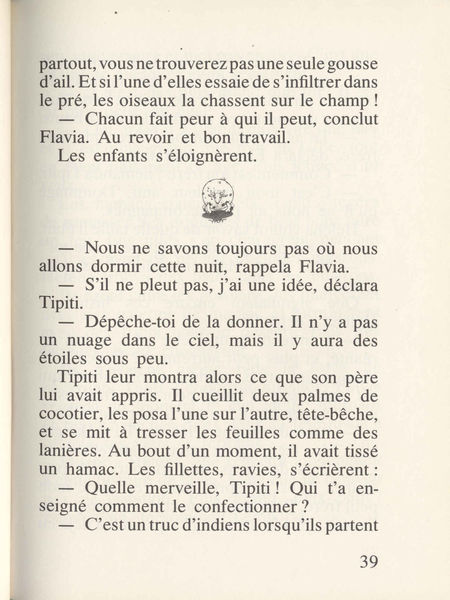 partout, vous ne trouverez pas une seule gousse
d'ail. Et si l'une d'elles essaie de s'infiltrer dans
le pré, les oiseaux la chassent sur le champ !
— Chacun fait peur à qui il peut, conclut
Flavia. Au revoir et bon travail.
Les enfants s'éloignèrent.
— Nous ne savons toujours pas où nous
allons dormir cette nuit, rappela Flavia.
— S'il ne pleut pas, j'ai une idée, déclara
Tipiti.
— Dépêche-toi de la donner. Il n'y a pas
un nuage dans le ciel, mais il y aura des
étoiles sous peu.
Tipiti leur montra alors ce que son père
lui avait appris. Il cueillit deux palmes de
cocotier, les posa l'une sur l'autre, tête-bêche,
et se mit à tresser les feuilles comme des
lanières. Au bout d'un moment, il avait tissé
un hamac. Les fillettes, ravies, s'écrièrent :
— Quelle merveille, Tipiti ! Qui t'a en-
seigné comment le confectionner ?
— C'est un truc d'indiens lorsqu'ils partent
39